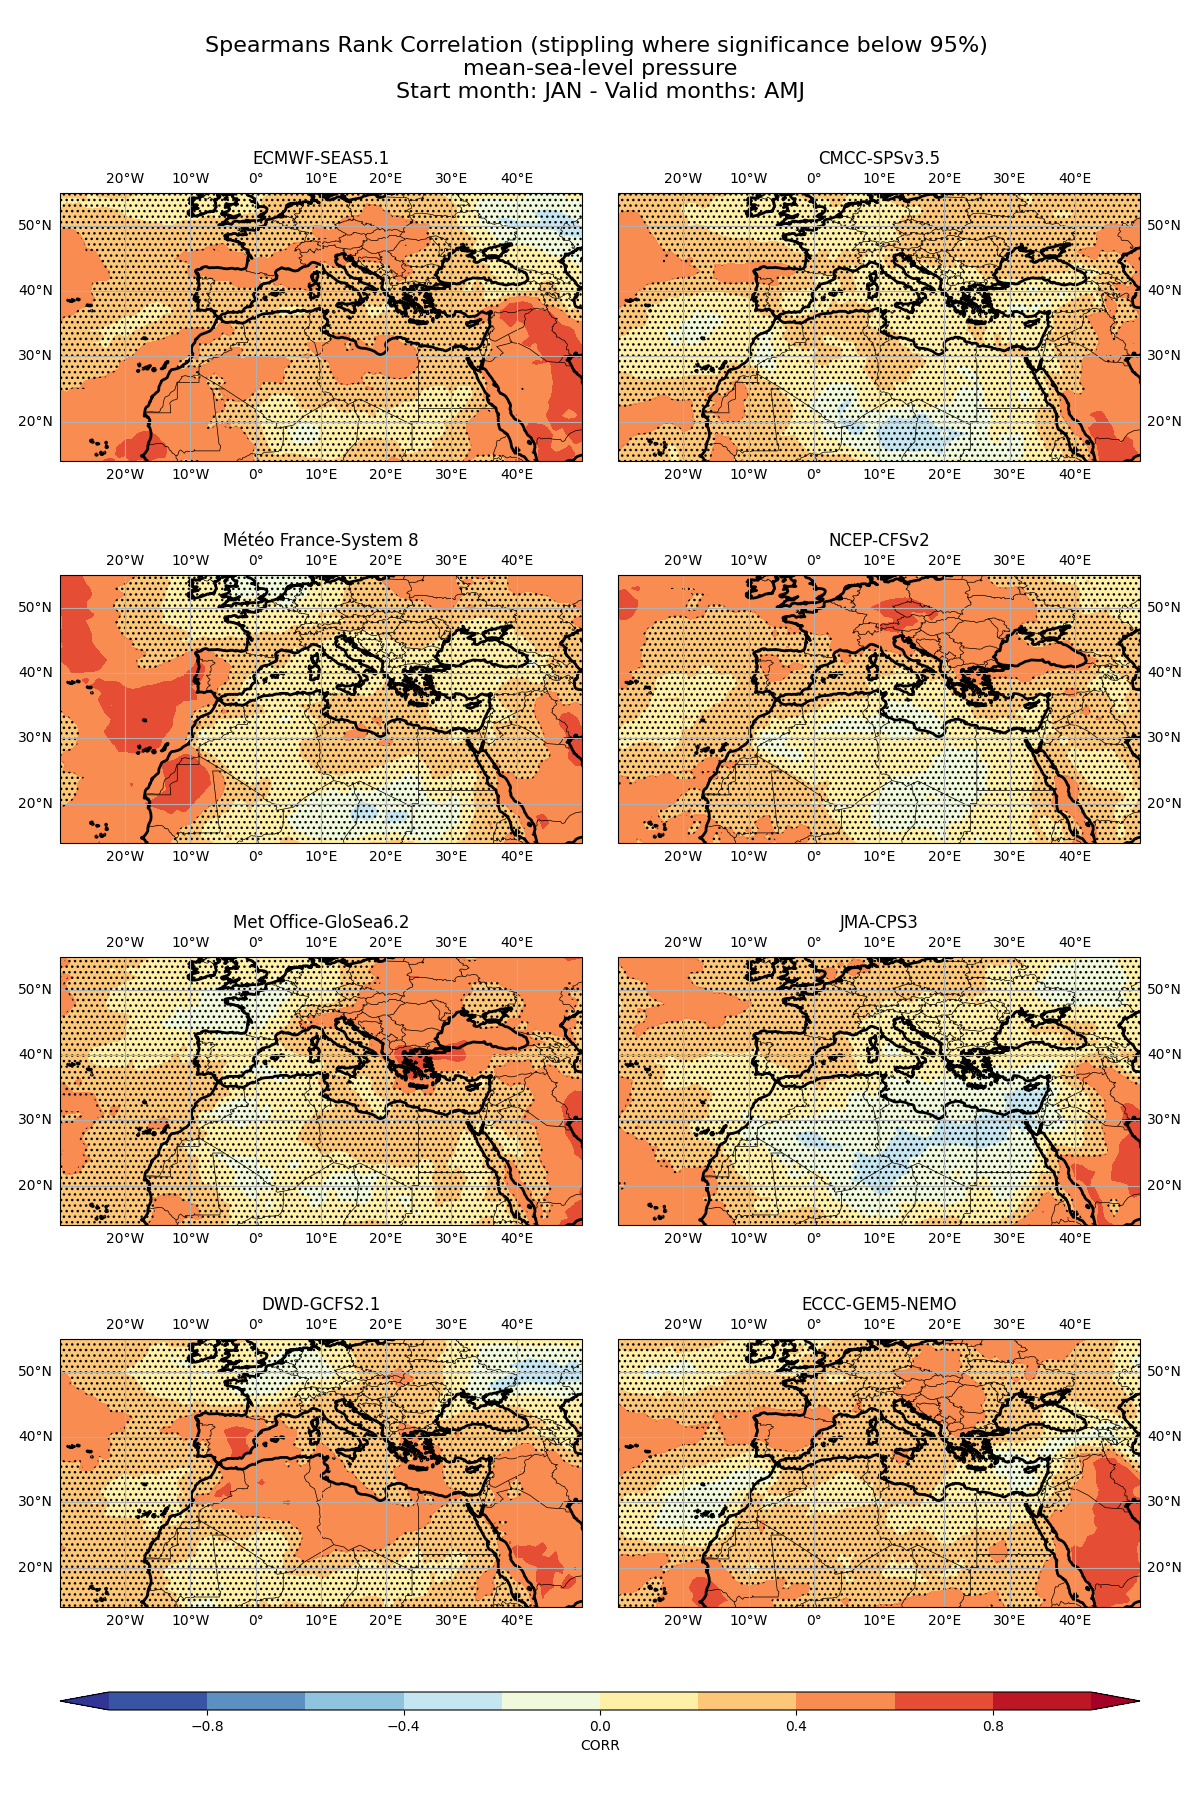 Spearmans Rank Correlation (stippling where significance below 95%)
mean-sea-level pressure
Start month: JAN - Valid months: AMJ
ECMWF-SEAS5.1
CMCC-SPSv3.5
20°W 10°W 0° 10°E 20°E 30°E 40°E
20°W 10°W 0° 10°E 20°E 30°E 40°E
50°N
50°N
40°N
40°N
30°N
30°N
20°N
20°N
20°W 10°W 0° 10°E 20°E 30°E 40°E
20°W 10°W 0° 10°E 20°E 30°E 40°E
Météo France-System 8
NCEP-CFSv2
20°W 10°W 0° 10°E 20°E 30°E 40°E
20°W 10°W 0° 10°E 20°E 30°E 40°E
50°N
50°N
40°N
40°N
30°N
30°N
20°N
20°N
20°W 10°W 0° 10°E 20°E 30°E 40°E
20°W 10°W 0° 10°E 20°E 30°E 40°E
Met Office-GloSea6.2
JMA-CPS3
20°W 10°W 0° 10°E 20°E 30°E 40°E
20°W 10°W 0° 10°E 20°E 30°E 40°E
50°N
50°N
40°N
40°N
30°N
30°N
20°N
20°N
20°W 10°W 0° 10°E 20°E 30°E 40°E
20°W 10°W 0° 10°E 20°E 30°E 40°E
DWD-GCFS2.1
ECCC-GEM5-NEMO
20°W 10°W 0° 10°E 20°E 30°E 40°E
20°W 10°W 0° 10°E 20°E 30°E 40°E
50°N
50°N
40°N
40°N
30°N
30°N
20°N
20°N
20°W 10°W 0° 10°E 20°E 30°E 40°E
20°W 10°W 0° 10°E 20°E 30°E 40°E
−0.8 −0.4 0.0 0.4 0.8
CORR